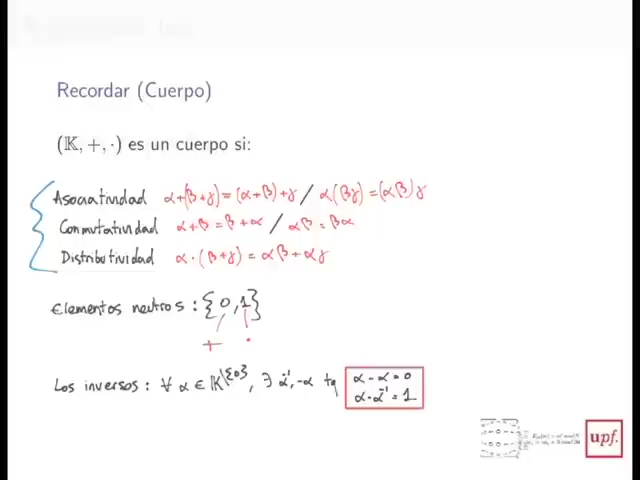 Recordar (Cuerpo)
(𝕂, +, ·) es un cuerpo si:
Asociatividad α+(β+γ)=(α+β)+γ / α(βγ)=(αβ)γ
Conmutatividad α+β=β+α / αβ=βα
Distributividad α·(β+γ)=αβ+αγ
Elementos neutros: {0,1}
+ ·
Los inversos: ∀ α ∈ 𝕂\{0}, ∃ α⁻¹,-α tq
α-α=0
α·α⁻¹=1
upf.